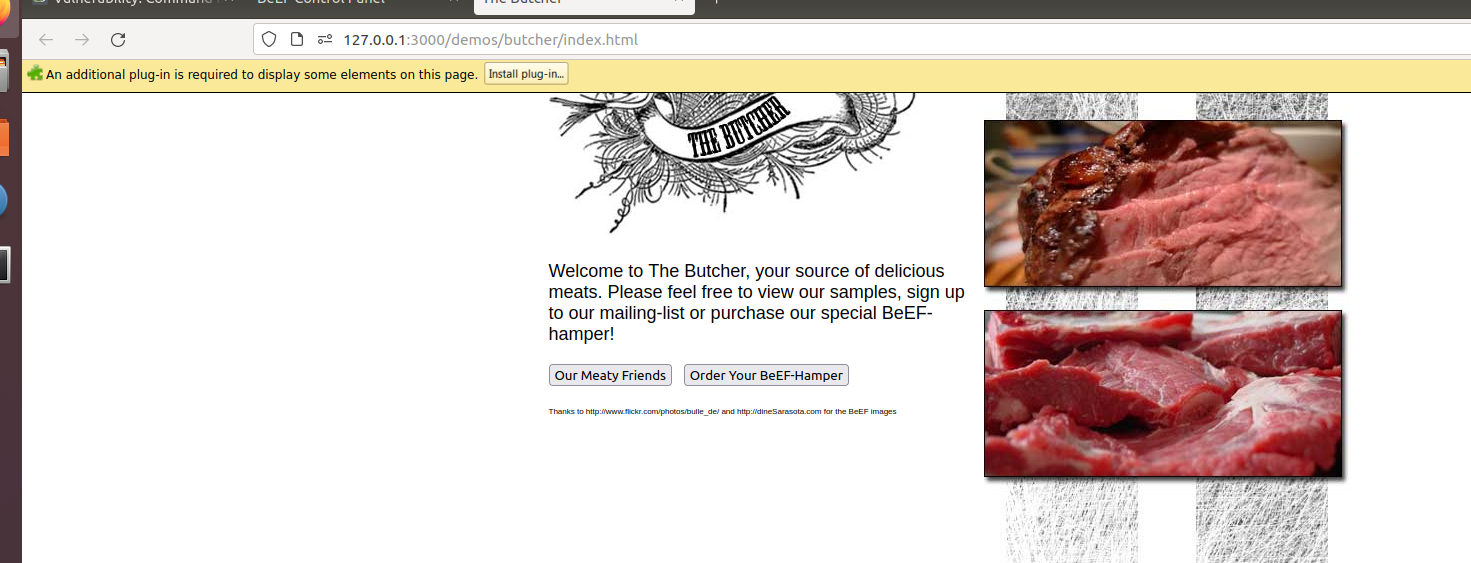 Vulnerability: Command
BeEF Control Panel
The Butcher
127.0.0.1:3000/demos/butcher/index.html
An additional plug-in is required to display some elements on this page.
Install plug-in...
THE BUTCHER
Welcome to The Butcher, your source of delicious
meats. Please feel free to view our samples, sign up
to our mailing-list or purchase our special BeEF-
hamper!
Our Meaty Friends
Order Your BeEF-Hamper
Thanks to http://www.flickr.com/photos/bulle_de/ and http://dineSarasota.com for the BeEF images